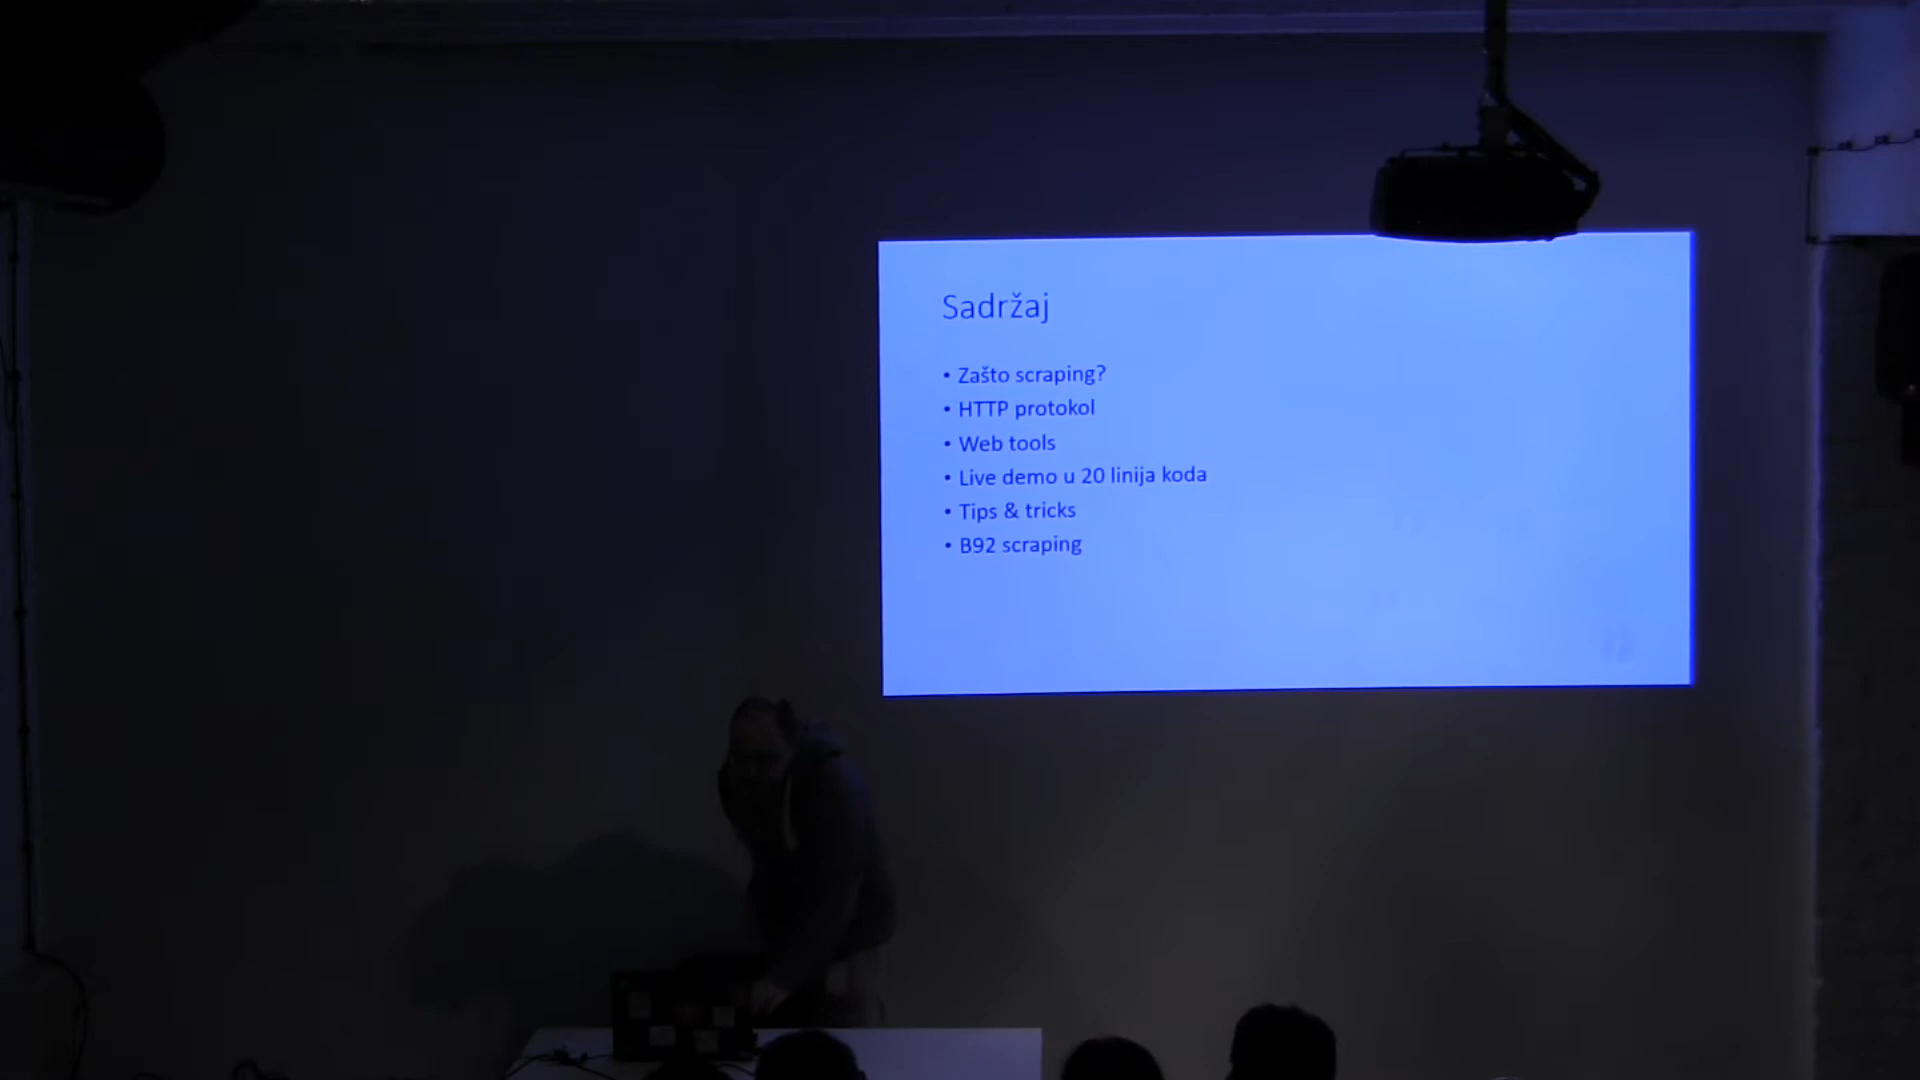 Sadržaj
• Zašto scraping?
• HTTP protokol
• Web tools
• Live demo u 20 linija koda
• Tips & tricks
• B92 scraping